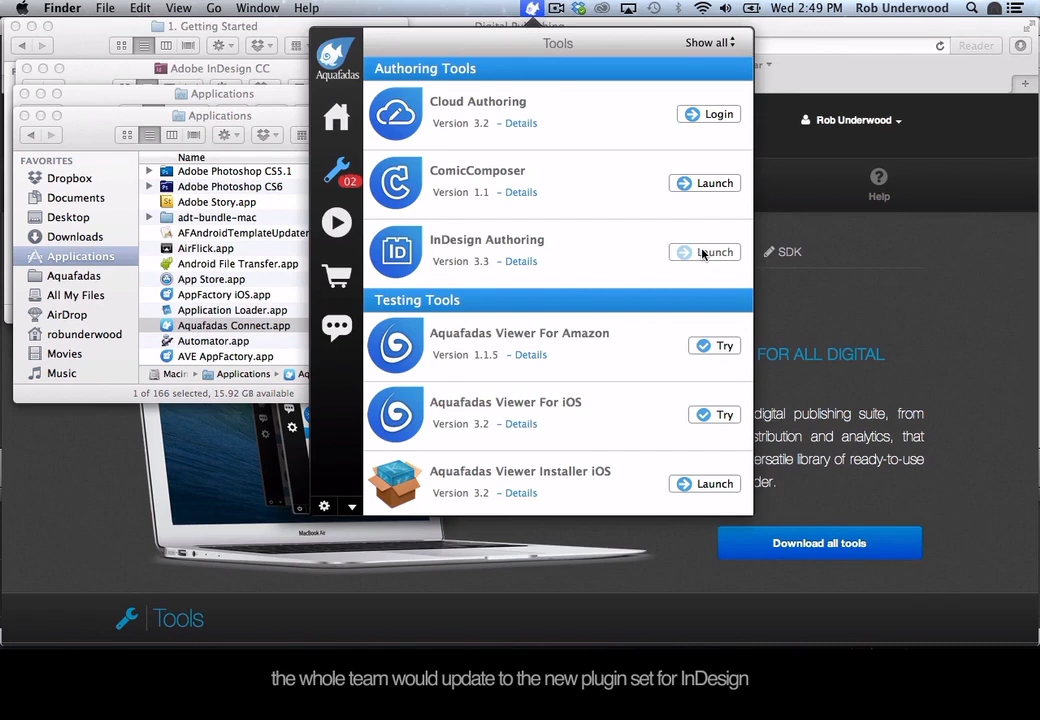 Finder File Edit View Go Window Help
Wed 2:49 PM Rob Underwood
1. Getting Started
Adobe InDesign CC
Applications
Applications
Reader
Name
FAVORITES
Dropbox
Documents
Desktop
Downloads
Applications
Aquafadas
All My Files
AirDrop
robunderwood
Movies
Music
Adobe Photoshop CS5.1
Adobe Photoshop CS6
Adobe Story.app
adt-bundle-mac
AFAndroidTemplateUpdater
AirFlick.app
Android File Transfer.app
App Store.app
AppFactory iOS.app
Application Loader.app
Aquafadas Connect.app
Automator.app
AVE AppFactory.app
Macin Applications Aq
1 of 166 selected, 15.92 GB available
Aquafadas
02
Tools
Show all
Authoring Tools
Cloud Authoring
Version 3.2 - Details
Login
ComicComposer
Version 1.1 - Details
Launch
InDesign Authoring
Version 3.3 - Details
Launch
ID
Testing Tools
Aquafadas Viewer For Amazon
Version 1.1.5 - Details
Try
Aquafadas Viewer For iOS
Version 3.2 - Details
Try
Aquafadas Viewer Installer iOS
Version 3.2 - Details
Launch
Rob Underwood
Help
SDK
FOR ALL DIGITAL
digital publishing suite, from
stribution and analytics, that
ersatile library of ready-to-use
der.
Download all tools
MacBook Air
Tools
the whole team would update to the new plugin set for InDesign